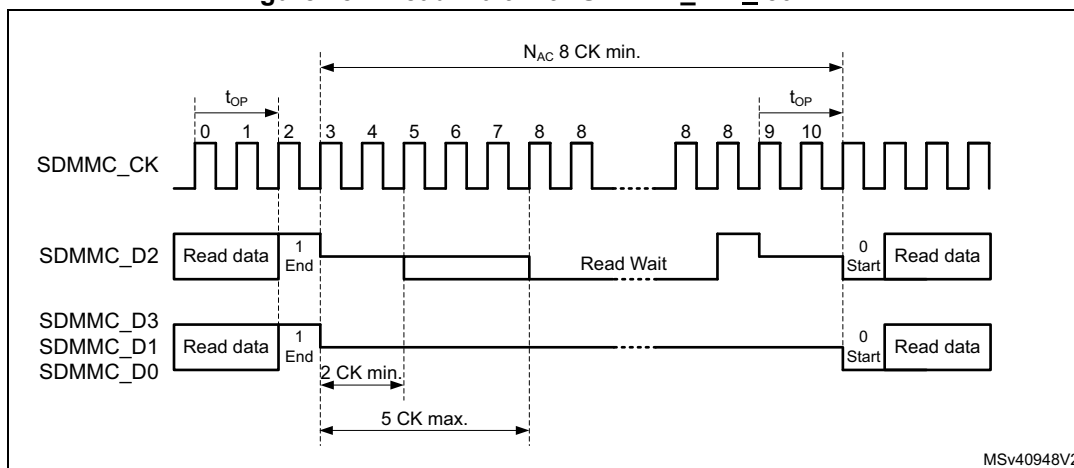 N_AC 8 CK min.
t_OP t_OP
0 1 2 3 4 5 6 7 8 8 8 8 9 10
SDMMC_CK
SDMMC_D2 Read data 1 End Read Wait 0 Start Read data
SDMMC_D3
SDMMC_D1 Read data 1 End 0 Start Read data
SDMMC_D0
2 CK min.
5 CK max.
MSv40948V2